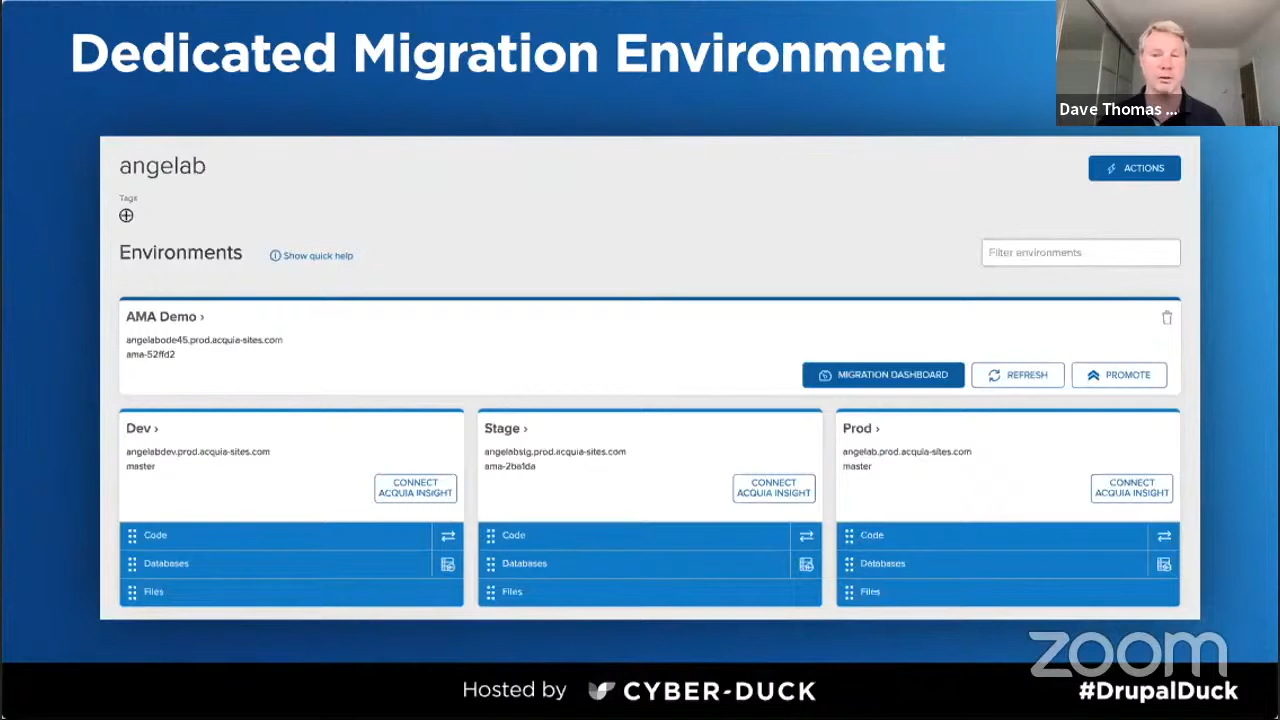 Dedicated Migration Environment
Dave Thomas ...
angelab
ACTIONS
Tags
Environments
Show quick help
Filter environments
AMA Demo ›
angelabode45.prod.acquia-sites.com
ama-52ffd2
MIGRATION DASHBOARD
REFRESH
PROMOTE
Dev ›
angelabdev.prod.acquia-sites.com
master
CONNECT
ACQUIA INSIGHT
Code
Databases
Files
Stage ›
angelabstg.prod.acquia-sites.com
ama-2ba1da
CONNECT
ACQUIA INSIGHT
Code
Databases
Files
Prod ›
angelab.prod.acquia-sites.com
master
CONNECT
ACQUIA INSIGHT
Code
Databases
Files
zoom
Hosted by CYBER-DUCK
#DrupalDuck